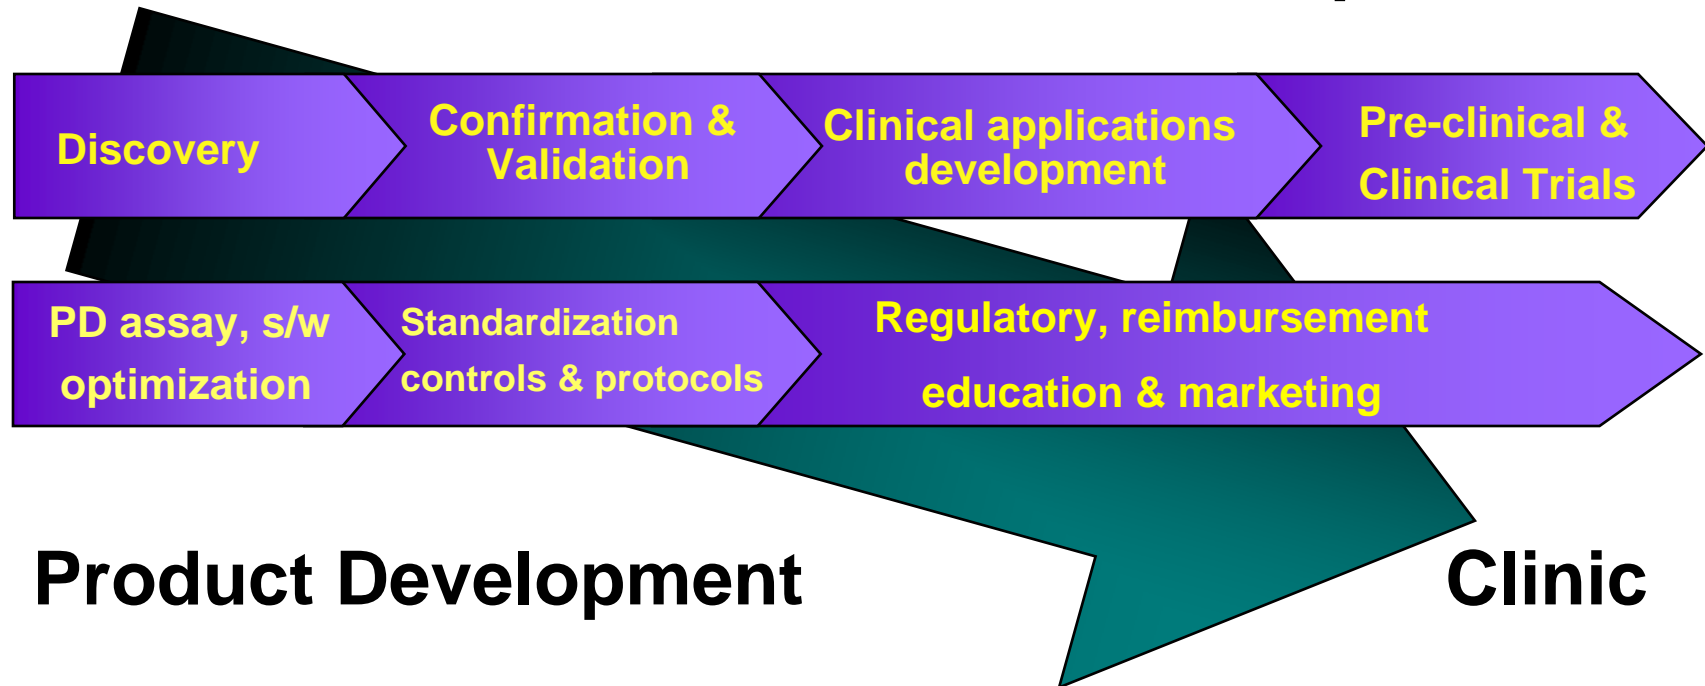 Discovery
Confirmation &
Validation
Clinical applications
development
Pre-clinical &
Clinical Trials
PD assay, s/w
optimization
Standardization
controls & protocols
Regulatory, reimbursement
education & marketing
Product Development
Clinic